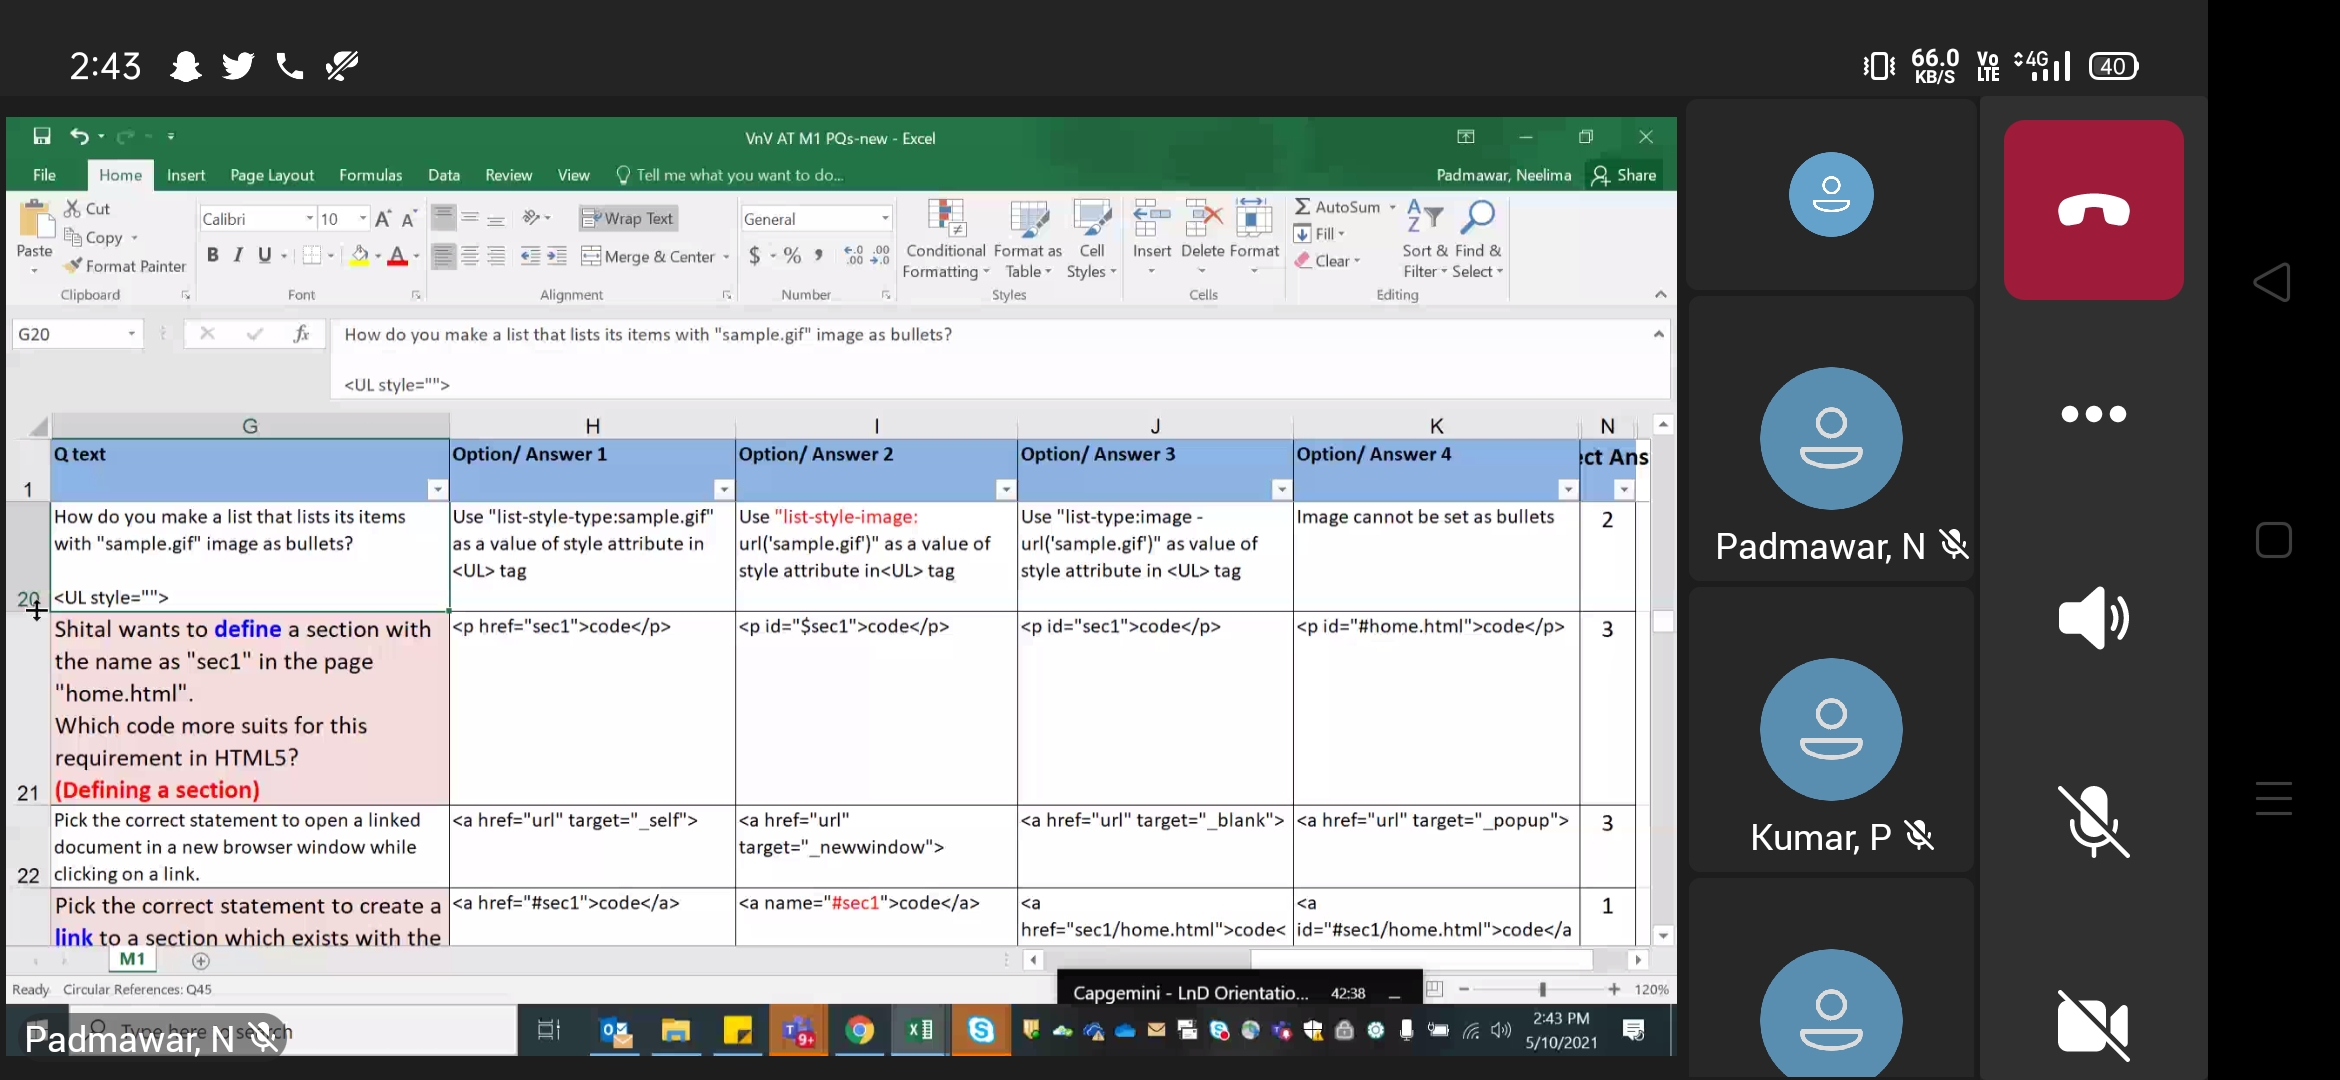 2:43
66.0
KB/S
Vo
LTE
4G
40
VnV AT M1 PQs-new - Excel
File Home Insert Page Layout Formulas Data Review View Tell me what you want to do...
Padmawar, Neelima Share
Paste
Cut
Copy
Format Painter
Clipboard
Calibri 10
B I U
Font
Wrap Text
Merge & Center
Alignment
General
$ % ,
Number
Conditional Formatting
Format as Table
Cell Styles
Styles
Insert Delete Format
Cells
AutoSum
Fill
Clear
Sort & Filter
Find & Select
Editing
G20
fx
How do you make a list that lists its items with "sample.gif" image as bullets?
<UL style="">
G H I J K N
1
Q text
Option/ Answer 1
Option/ Answer 2
Option/ Answer 3
Option/ Answer 4
ct Ans
20
How do you make a list that lists its items
with "sample.gif" image as bullets?
<UL style="">
Use "list-style-type:sample.gif"
as a value of style attribute in
<UL> tag
Use "list-style-image:
url('sample.gif')" as a value of
style attribute in<UL> tag
Use "list-type:image -
url('sample.gif')" as value of
style attribute in <UL> tag
Image cannot be set as bullets
2
21
Shital wants to define a section with
the name as "sec1" in the page
"home.html".
Which code more suits for this
requirement in HTML5?
(Defining a section)
<p href="sec1">code</p>
<p id="$sec1">code</p>
<p id="sec1">code</p>
<p id="#home.html">code</p>
3
22
Pick the correct statement to open a linked
document in a new browser window while
clicking on a link.
<a href="url" target="_self">
<a href="url"
target="_newwindow">
<a href="url" target="_blank">
<a href="url" target="_popup">
3
Pick the correct statement to create a
link to a section which exists with the
<a href="#sec1">code</a>
<a name="#sec1">code</a>
<a
href="sec1/home.html">code<
<a
id="#sec1/home.html">code</a
1
M1
Ready Circular References: Q45
Capgemini - LnD Orientatio... 42:38
120%
Type here to search
Padmawar, N
9+
2:43 PM
5/10/2021
Padmawar, N
Kumar, P